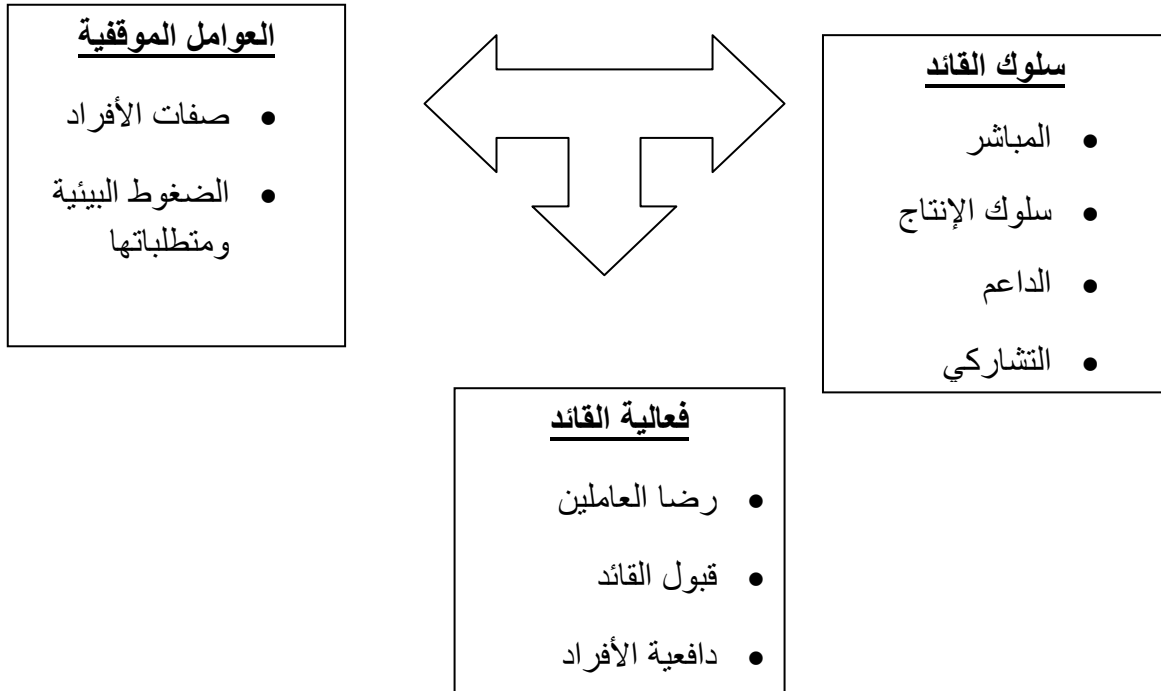 سلوك القائد
• المباشر
• سلوك الإنتاج
• الداعم
• التشاركي
العوامل الموقفية
• صفات الأفراد
• الضغوط البيئية
ومتطلباتها
فعالية القائد
• رضا العاملين
• قبول القائد
• دافعية الأفراد